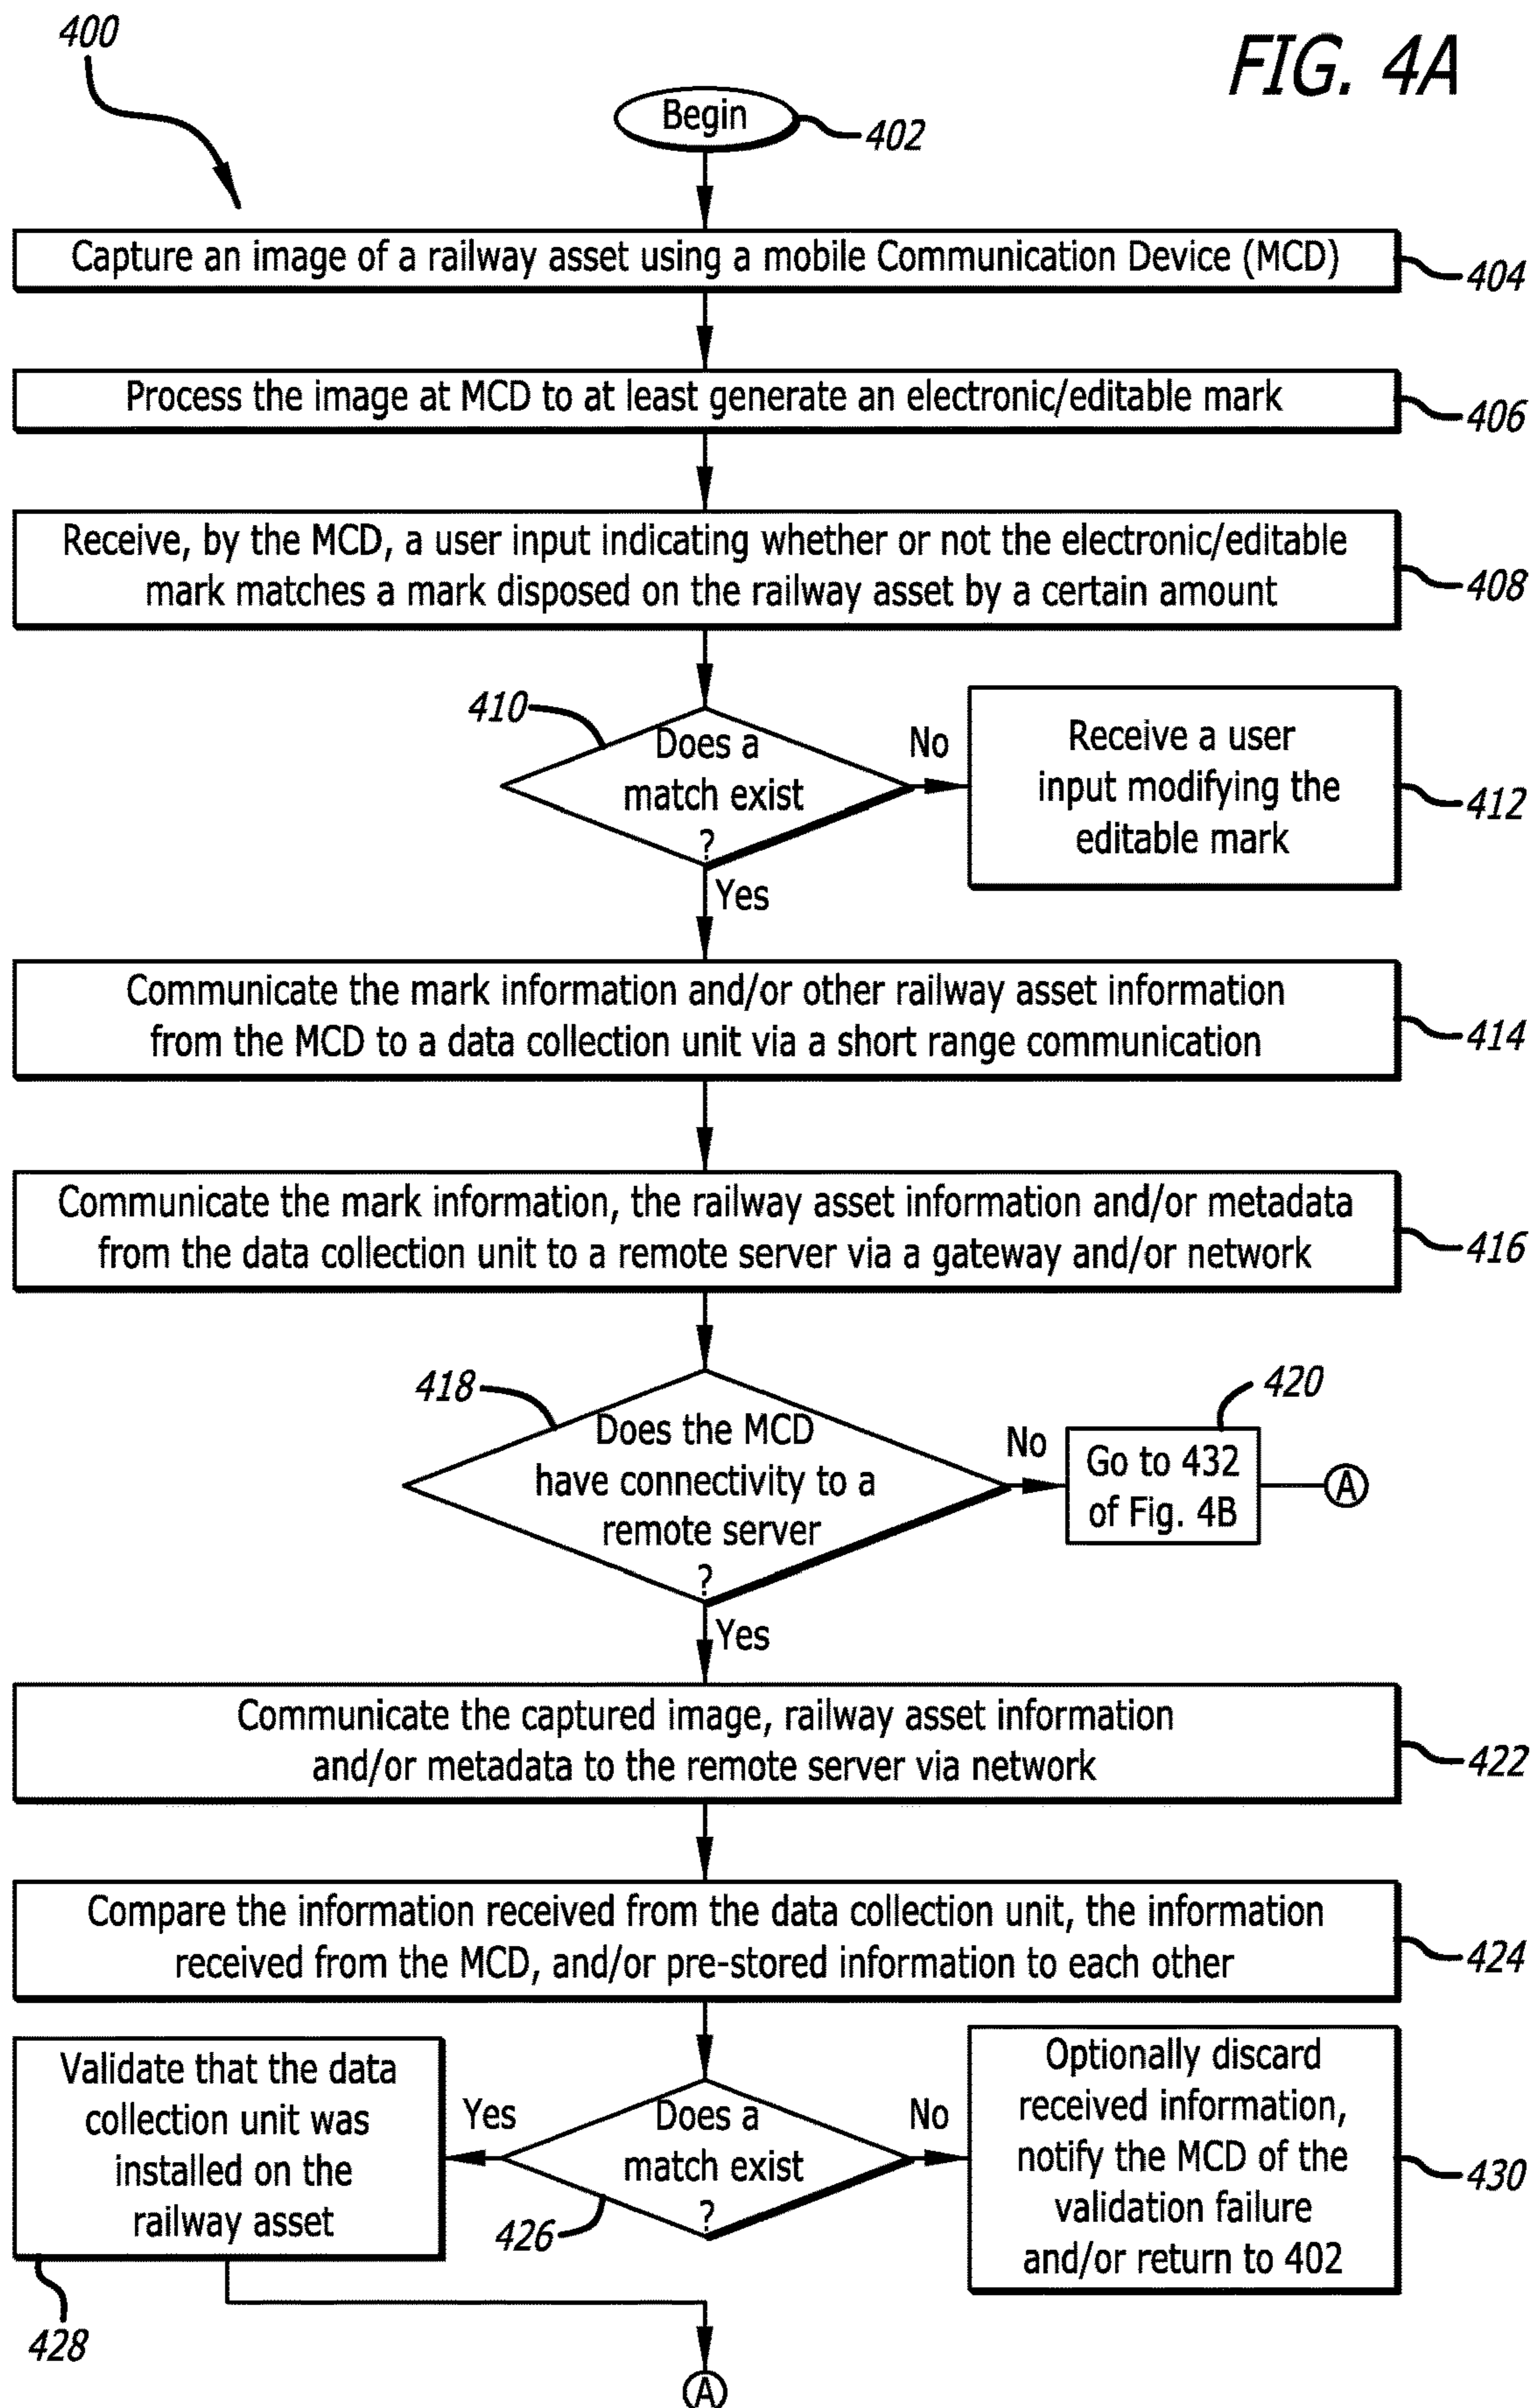 400
FIG. 4A
Begin
402
Capture an image of a railway asset using a mobile Communication Device (MCD)
404
Process the image at MCD to at least generate an electronic/editable mark
406
Receive, by the MCD, a user input indicating whether or not the electronic/editable
mark matches a mark disposed on the railway asset by a certain amount
408
410
Does a
match exist
?
No
Receive a user
input modifying the
editable mark
412
Yes
Communicate the mark information and/or other railway asset information
from the MCD to a data collection unit via a short range communication
414
Communicate the mark information, the railway asset information and/or metadata
from the data collection unit to a remote server via a gateway and/or network
416
418
Does the MCD
have connectivity to a
remote server
?
No
420
Go to 432
of Fig. 4B
A
Yes
Communicate the captured image, railway asset information
and/or metadata to the remote server via network
422
Compare the information received from the data collection unit, the information
received from the MCD, and/or pre-stored information to each other
424
Validate that the data
collection unit was
installed on the
railway asset
428
Yes
Does a
match exist
?
426
No
Optionally discard
received information,
notify the MCD of the
validation failure
and/or return to 402
430
A